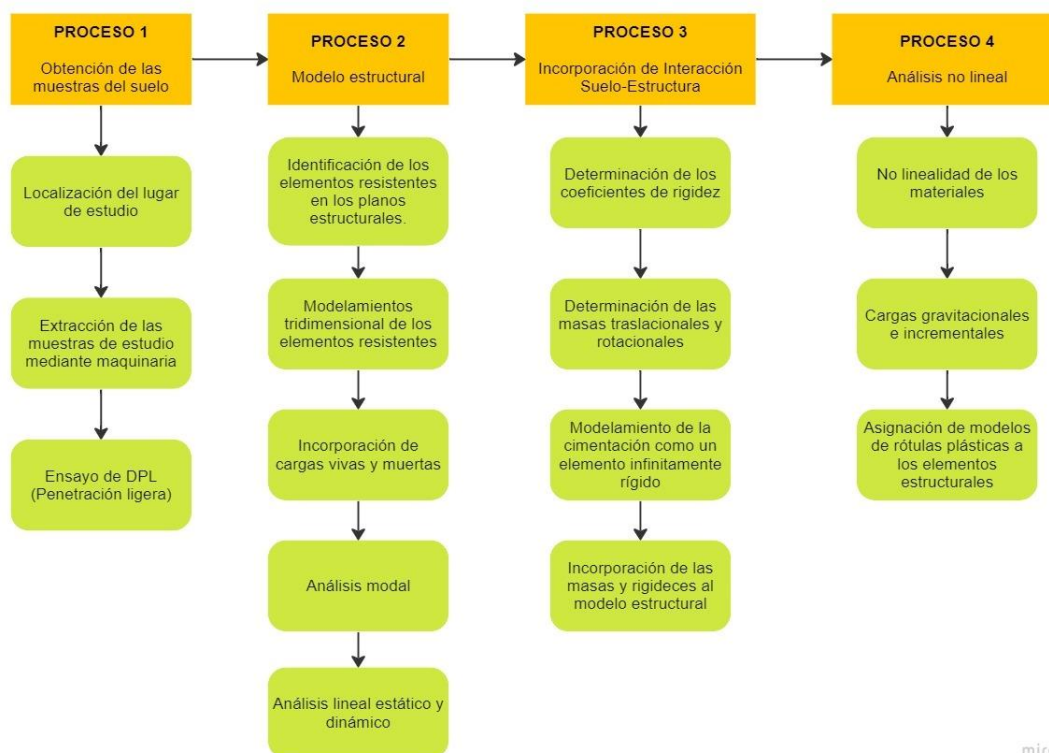 PROCESO 1
Obtención de las
muestras del suelo
Localización del lugar
de estudio
Extracción de las
muestras de estudio
mediante maquinaria
Ensayo de DPL
(Penetración ligera)
PROCESO 2
Modelo estructural
Identificación de los
elementos resistentes
en los planos
estructurales.
Modelamientos
tridimensional de los
elementos resistentes
Incorporación de
cargas vivas y muertas
Análisis modal
Análisis lineal estático y
dinámico
PROCESO 3
Incorporación de Interacción
Suelo-Estructura
Determinación de los
coeficientes de rigidez
Determinación de las
masas traslacionales y
rotacionales
Modelamiento de la
cimentación como un
elemento infinitamente
rígido
Incorporación de las
masas y rigideces al
modelo estructural
PROCESO 4
Análisis no lineal
No linealidad de los
materiales
Cargas gravitacionales
e incrementales
Asignación de modelos
de rótulas plásticas a
los elementos
estructurales